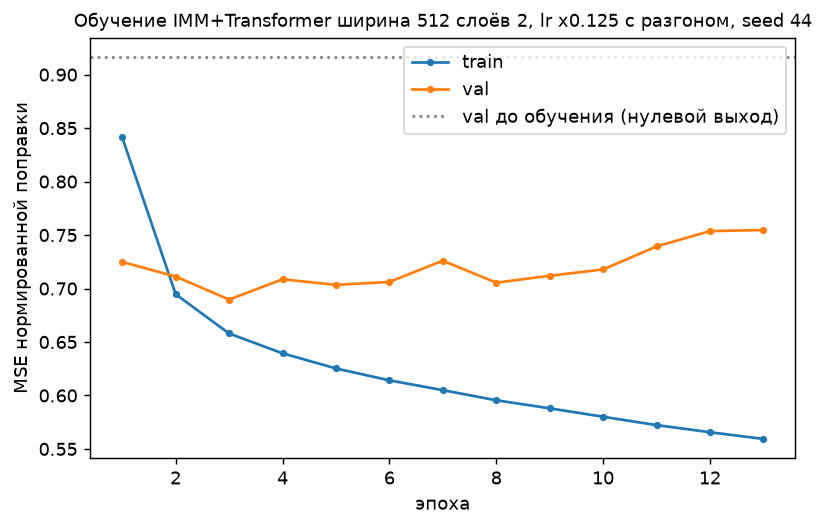 Обучение IMM+Transformer ширина 512 слоёв 2, lr x0.125 с разгоном, seed 44
MSE нормированной поправки
0.90
0.85
0.80
0.75
0.70
0.65
0.60
0.55
train
val
val до обучения (нулевой выход)
2
4
6
8
10
12
эпоха